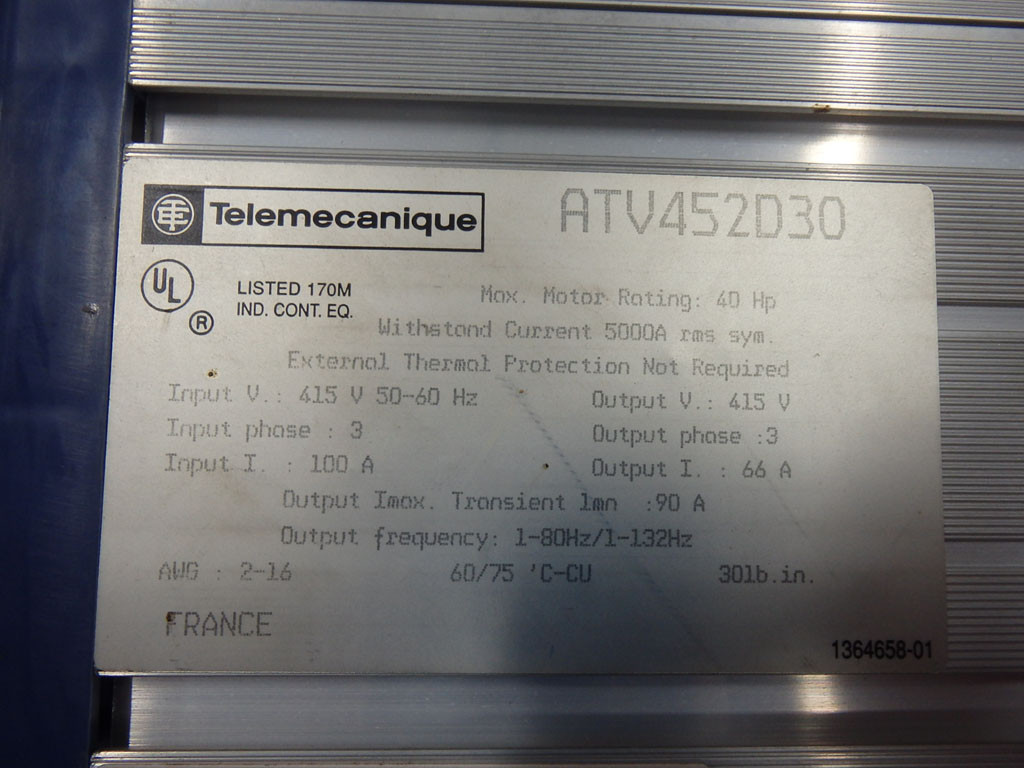 Telemecanique ATV452D30
UL ® LISTED 170M
IND. CONT. EQ.
Max. Motor Rating: 40 Hp
Withstand Current 5000A rms sym.
External Thermal Protection Not Required
Input V.: 415 V 50-60 Hz Output V.: 415 V
Input phase : 3 Output phase :3
Input I. : 100 A Output I. : 66 A
Output Imax. Transient 1mn :90 A
Output frequency: 1-80Hz/1-132Hz
AWG : 2-16 60/75 'C-CU 30lb.in.
FRANCE
1364658-01